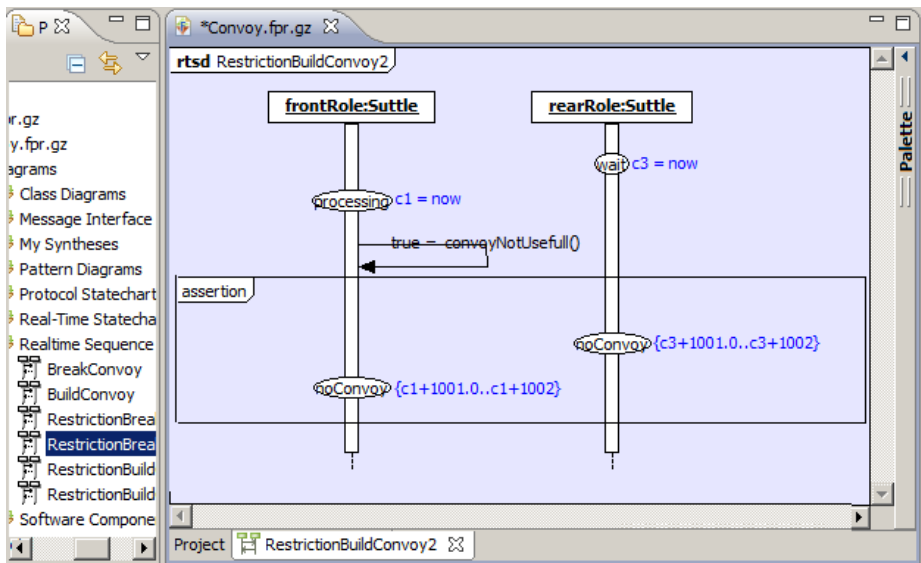 P
*Convoy.fpr.gz
pr.gz
y.fpr.gz
agrams
Class Diagrams
Message Interface
My Syntheses
Pattern Diagrams
Protocol Statechart
Real-Time Statecha
Realtime Sequence
BreakConvoy
BuildConvoy
RestrictionBrea
RestrictionBrea
RestrictionBuild
RestrictionBuild
Software Compone
rtsd RestrictionBuildConvoy2
frontRole:Suttle
rearRole:Suttle
wait c3 = now
processing c1 = now
true = convoyNotUsefull()
assertion
noConvoy {c3+1001.0..c3+1002}
noConvoy {c1+1001.0..c1+1002}
Palette
Project
RestrictionBuildConvoy2